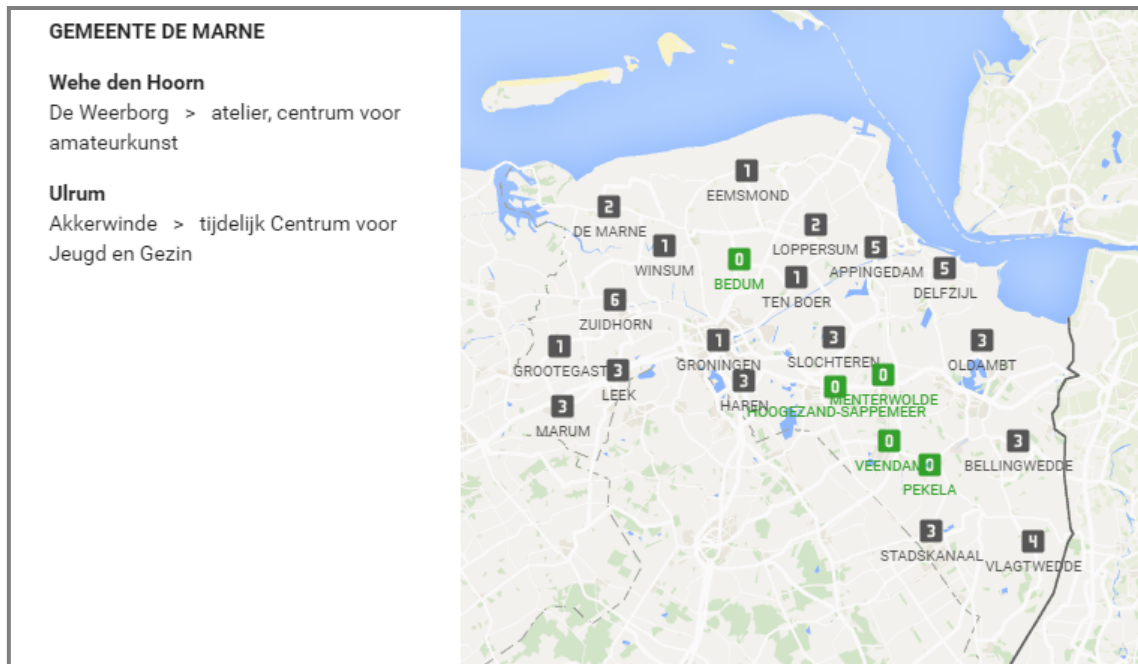 GEMEENTE DE MARNE
Wehe den Hoorn
De Weerborg > atelier, centrum voor
amateurkunst
Ulrum
Akkerwinde > tijdelijk Centrum voor
Jeugd en Gezin
1
EEMSMOND
2
DE MARNE
2
LOPPERSUM
1
WINSUM
5
APPINGEDAM
0
BEDUM
5
DELFZIJL
1
TEN BOER
6
ZUIDHORN
1
GROOTEGAST
1
GRONINGEN
3
SLOCHTEREN
3
OLDAMBT
3
LEEK
3
HAREN
0
MENTERWOLDE
0
HOOGEZAND-SAPPEMEER
3
MARUM
0
VEENDAM
0
PEKELA
3
BELLINGWEDDE
3
STADSKANAAL
4
VLAGTWEDDE